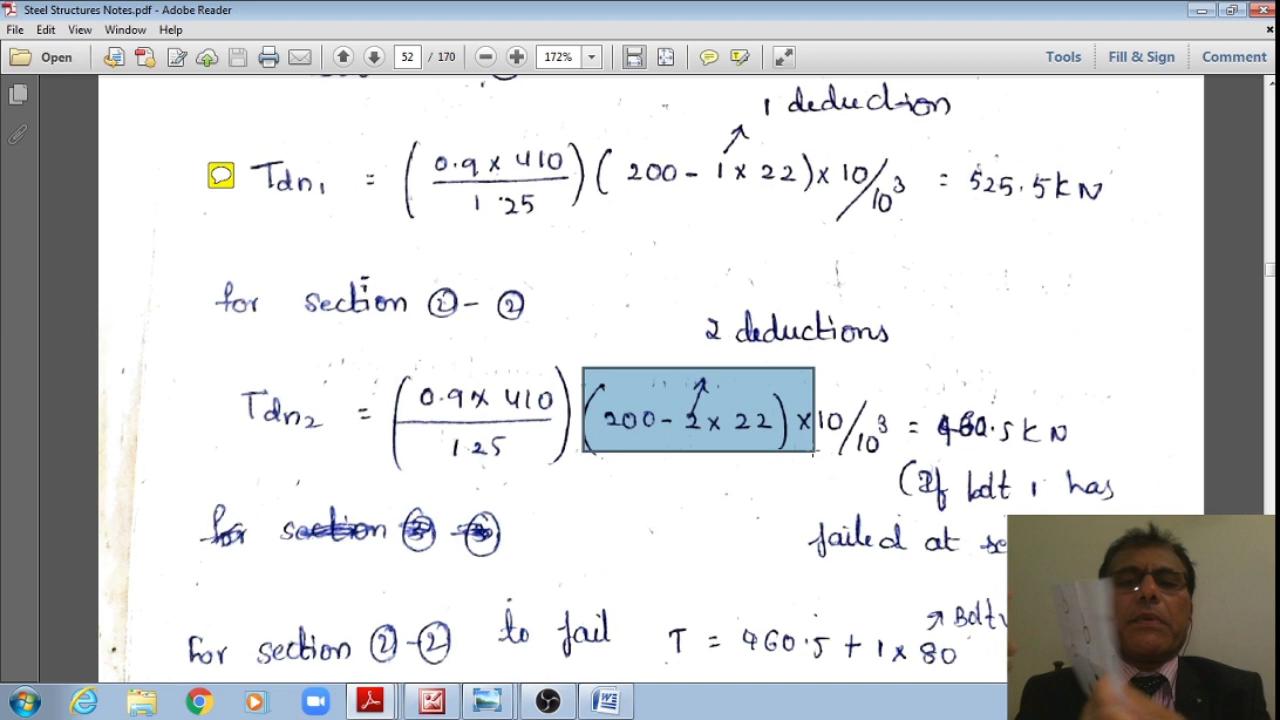 Steel Structures Notes.pdf - Adobe Reader
File Edit View Window Help
Open 52 / 170 172% Tools Fill & Sign Comment
1 deduction
Tdn1 = (0.9 x 410 / 1.25) (200 - 1 x 22) x 10/10³ = 525.5 kN
for section ② - ②
2 deductions
Tdn2 = (0.9 x 410 / 1.25) (200 - 2 x 22) x 10/10³ = 460.5 kN
(If bolt 1 has
for section ③ - ③
failed at
For section ② - ② to fail T = 460.5 + 1 x 80